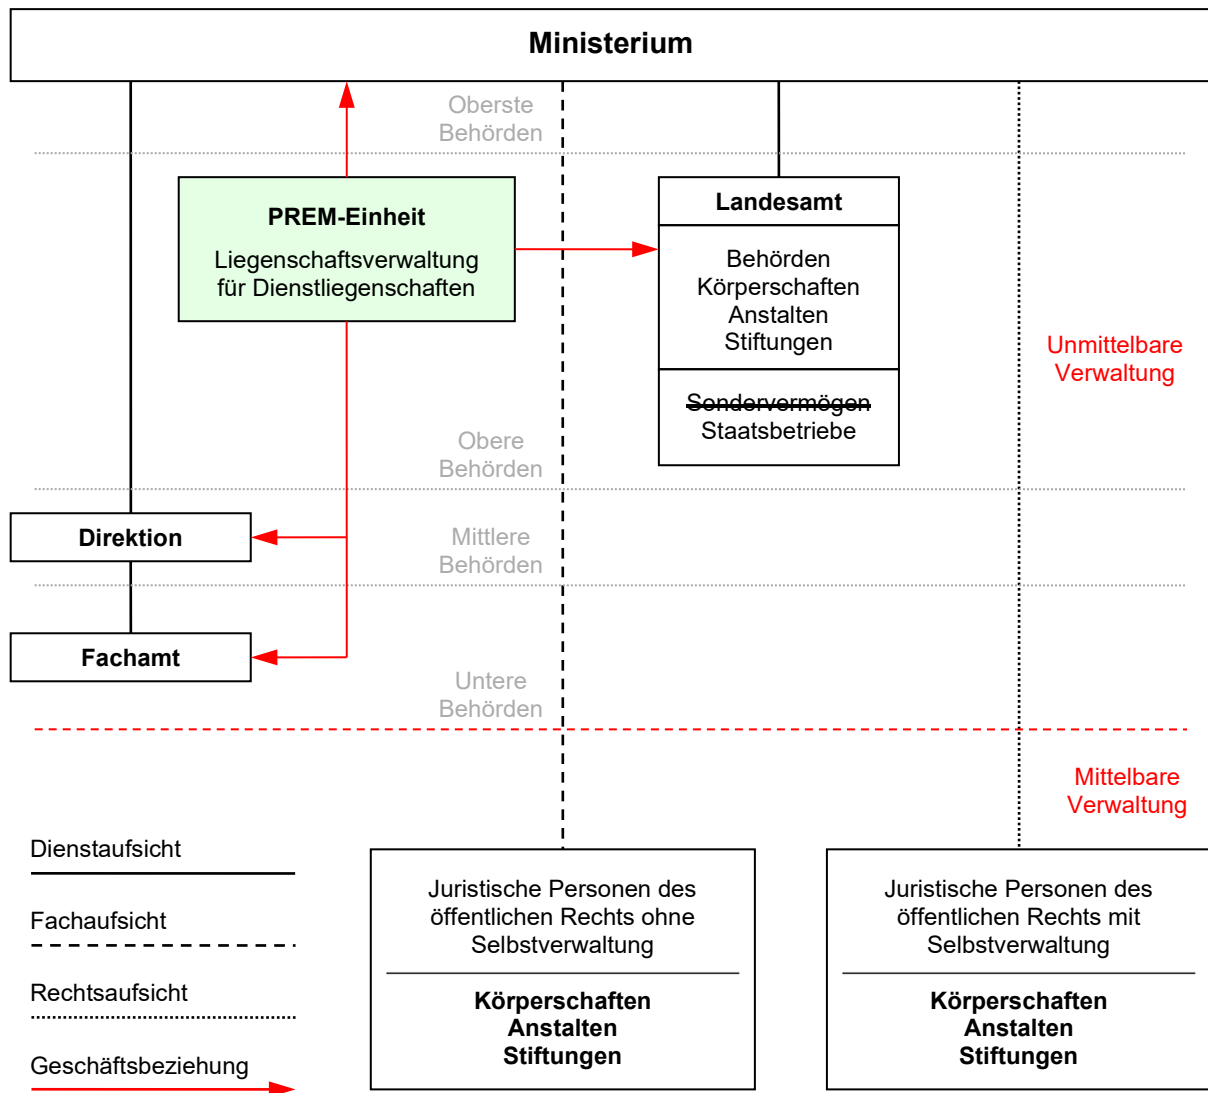 Ministerium
Oberste
Behörden
PREM-Einheit
Liegenschaftsverwaltung
für Dienstliegenschaften
Landesamt
Behörden
Körperschaften
Anstalten
Stiftungen
Sondervermögen
Staatsbetriebe
Unmittelbare
Verwaltung
Obere
Behörden
Direktion
Mittlere
Behörden
Fachamt
Untere
Behörden
Mittelbare
Verwaltung
Dienstaufsicht
Fachaufsicht
Rechtsaufsicht
Geschäftsbeziehung
Juristische Personen des
öffentlichen Rechts ohne
Selbstverwaltung
Körperschaften
Anstalten
Stiftungen
Juristische Personen des
öffentlichen Rechts mit
Selbstverwaltung
Körperschaften
Anstalten
Stiftungen